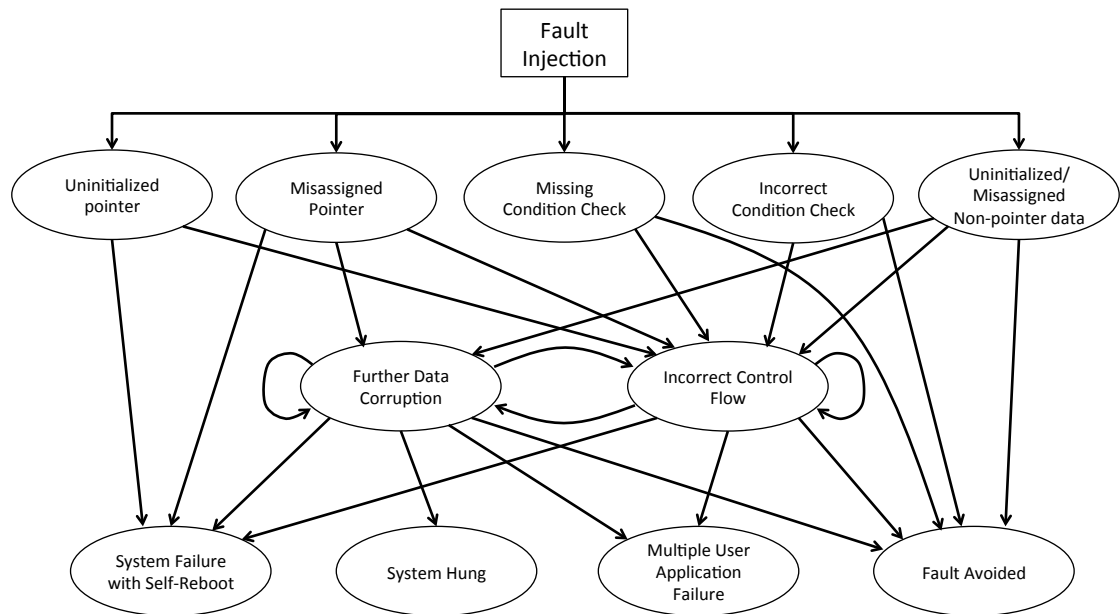 Fault
Injection
Uninitialized
pointer
Misassigned
Pointer
Missing
Condition Check
Incorrect
Condition Check
Uninitialized/
Misassigned
Non-pointer data
Further Data
Corruption
Incorrect Control
Flow
System Failure
with Self-Reboot
System Hung
Multiple User
Application
Failure
Fault Avoided